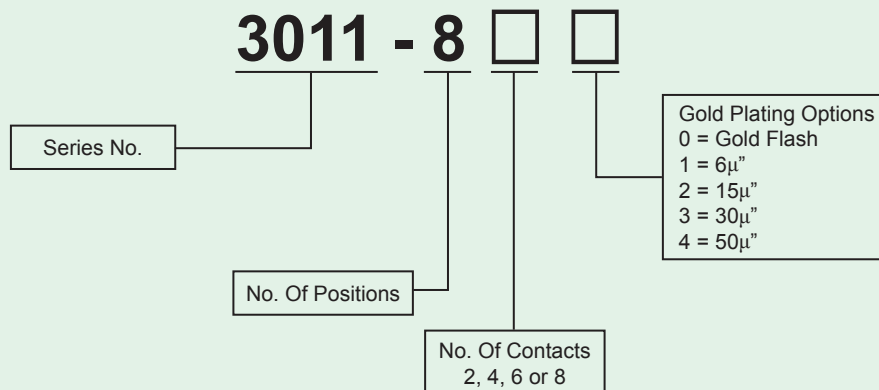 3011 - 8 □ □
Series No.
Gold Plating Options
0 = Gold Flash
1 = 6µ”
2 = 15µ”
3 = 30µ”
4 = 50µ”
No. Of Positions
No. Of Contacts
2, 4, 6 or 8